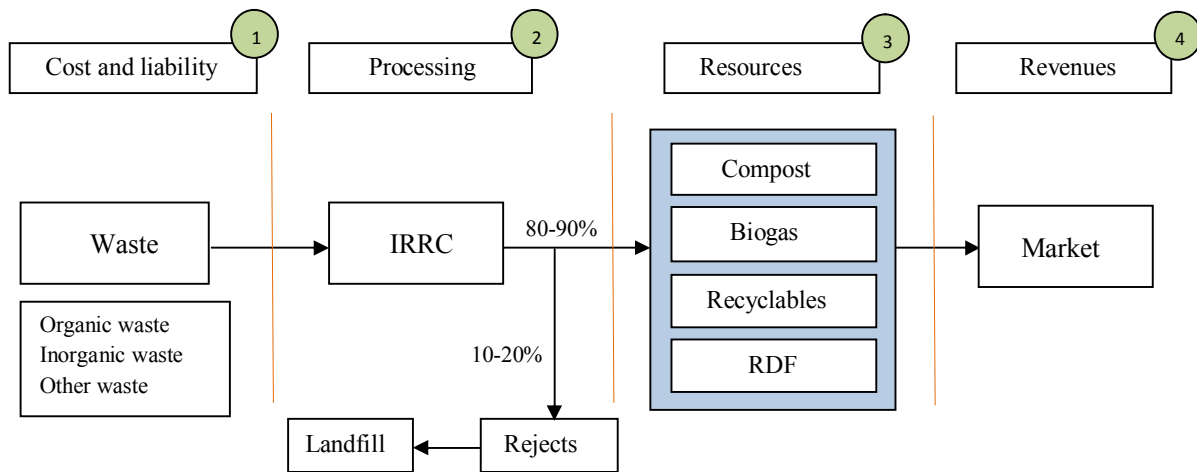 1
2
3
4
Cost and liability
Processing
Resources
Revenues
Waste
IRRC
80-90%
Compost
Biogas
Recyclables
RDF
Market
Organic waste
Inorganic waste
Other waste
10-20%
Landfill
Rejects